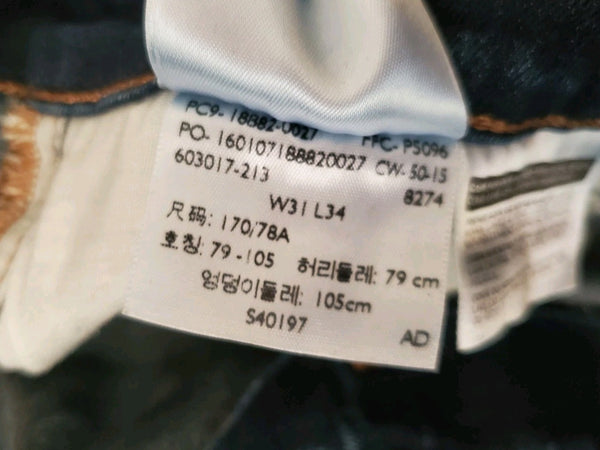 PC9- 18882-0027 FFC- P5096
PO- 160107188820027 CW- 50-15
603017-213 8274
W31 L34
尺码: 170/78A
호칭: 79 -105 허리둘레: 79 cm
엉덩이둘레: 105cm
S40197
AD